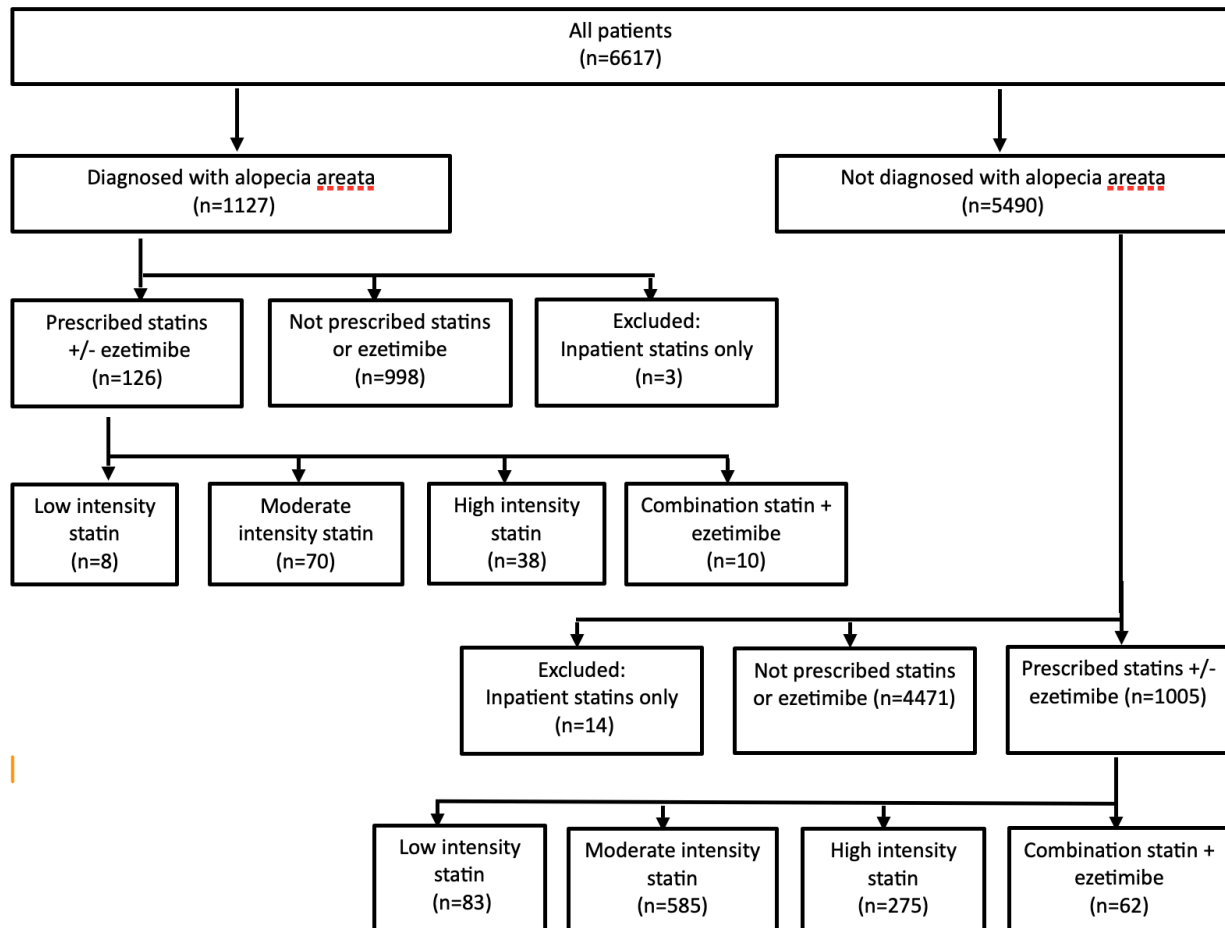 All patients
(n=6617)
Diagnosed with alopecia areata
(n=1127)
Not diagnosed with alopecia areata
(n=5490)
Prescribed statins
+/- ezetimibe
(n=126)
Not prescribed statins
or ezetimibe
(n=998)
Excluded:
Inpatient statins only
(n=3)
Low intensity
statin
(n=8)
Moderate
intensity statin
(n=70)
High intensity
statin
(n=38)
Combination statin +
ezetimibe
(n=10)
Excluded:
Inpatient statins only
(n=14)
Not prescribed statins
or ezetimibe (n=4471)
Prescribed statins +/-
ezetimibe (n=1005)
Low intensity
statin
(n=83)
Moderate intensity
statin
(n=585)
High intensity
statin
(n=275)
Combination statin +
ezetimibe
(n=62)